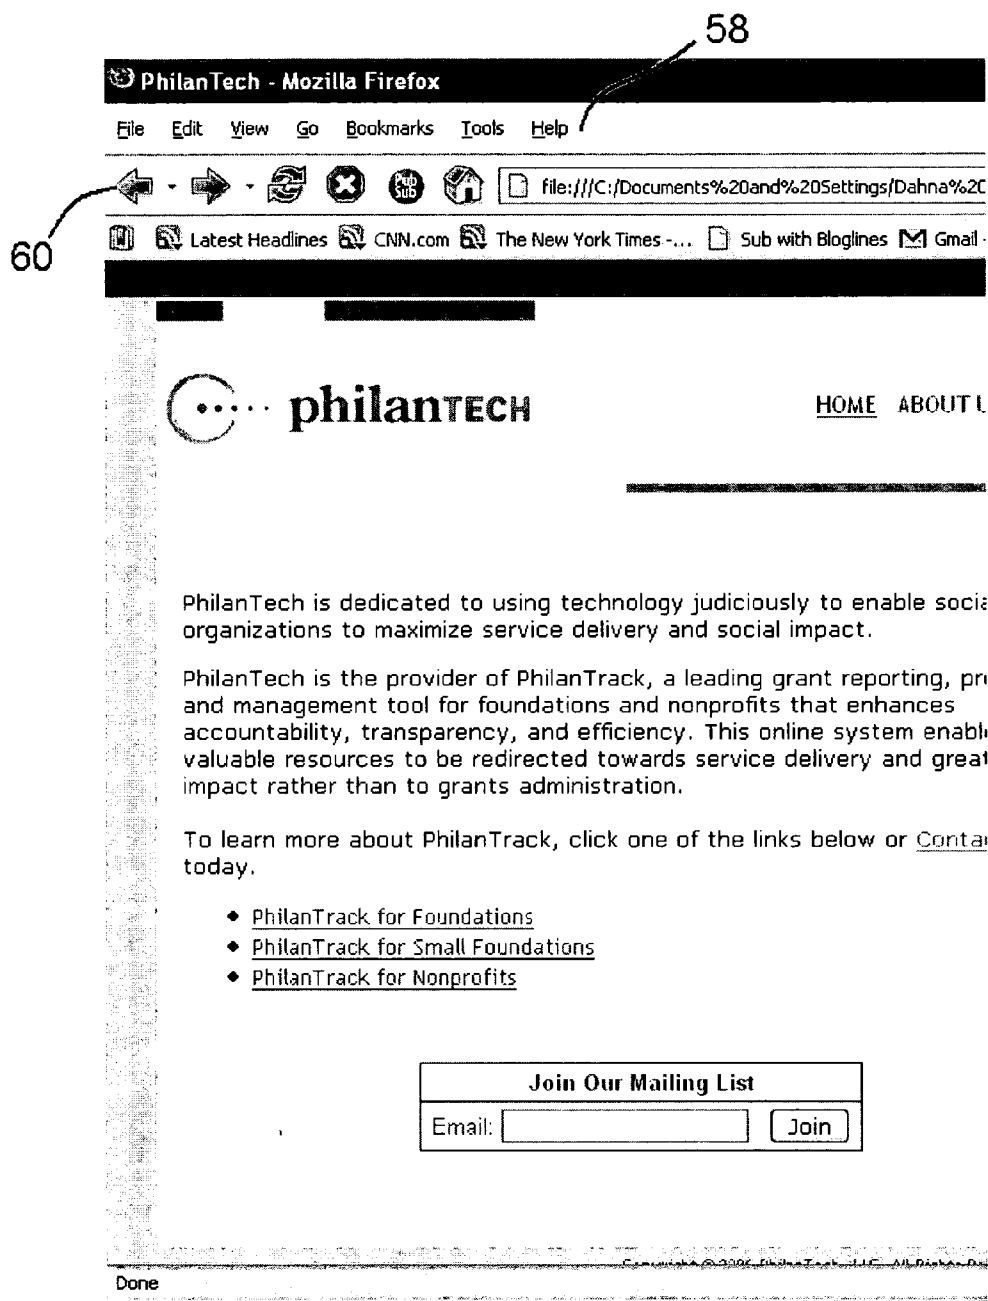 58
PhilanTech - Mozilla Firefox
File Edit View Go Bookmarks Tools Help
Pub Sub file:///C:/Documents%20and%20Settings/Dahna%2C
60
Latest Headlines CNN.com The New York Times -... Sub with Bloglines Gmail -
philanTECH
HOME ABOUT U
PhilanTech is dedicated to using technology judiciously to enable socia
organizations to maximize service delivery and social impact.
PhilanTech is the provider of PhilanTrack, a leading grant reporting, pr
and management tool for foundations and nonprofits that enhances
accountability, transparency, and efficiency. This online system enabl
valuable resources to be redirected towards service delivery and great
impact rather than to grants administration.
To learn more about PhilanTrack, click one of the links below or Conta
today.
PhilanTrack for Foundations
PhilanTrack for Small Foundations
PhilanTrack for Nonprofits
Join Our Mailing List
Email: Join
Done